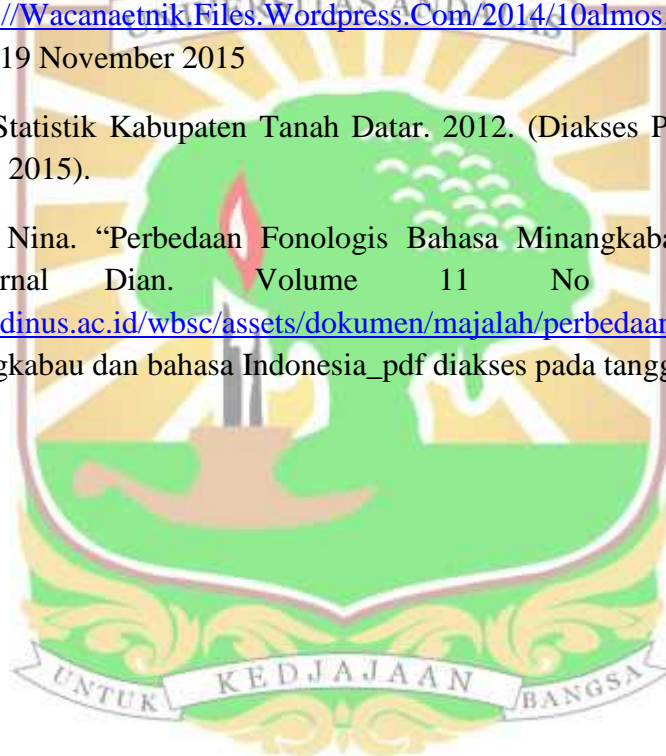 ://Wacanaetnik.Files.Wordpress.Com/2014/10almos.
19 November 2015
Statistik Kabupaten Tanah Datar. 2012. (Diakses P
2015).
Nina. “Perbedaan Fonologis Bahasa Minangkaba
rnal Dian. Volume 11 No
dinus.ac.id/wbsc/assets/dokumen/majalah/perbedaan
gkabau dan bahasa Indonesia_pdf diakses pada tangg
UNTUK KEDJAJAAN BANGSA